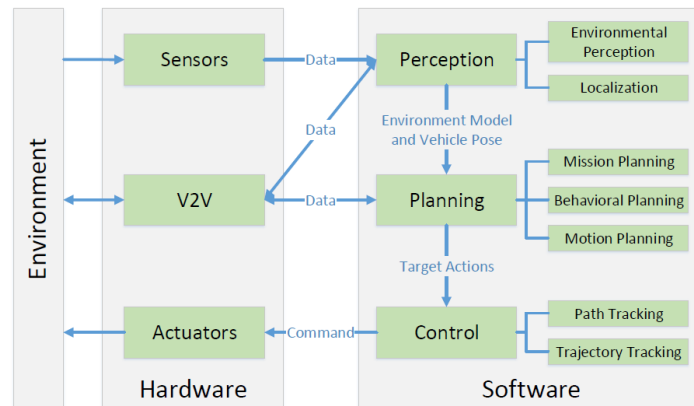 Environment
Sensors
Data
Perception
Environmental
Perception
Localization
Data
Environment Model
and Vehicle Pose
V2V
Data
Planning
Mission Planning
Behavioral Planning
Motion Planning
Target Actions
Actuators
Command
Control
Path Tracking
Trajectory Tracking
Hardware
Software